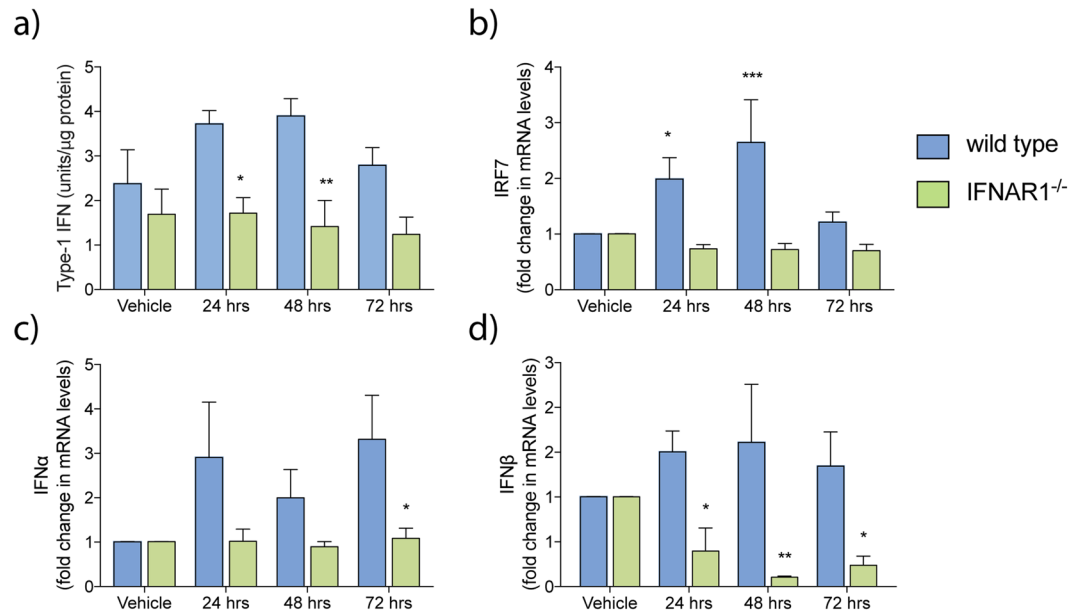 a)
Type-1 IFN (units/µg protein)
5
4
3
2
1
0
*
**
Vehicle 24 hrs 48 hrs 72 hrs
b)
IRF7
(fold change in mRNA levels)
4
3
2
1
0
*
***
Vehicle 24 hrs 48 hrs 72 hrs
wild type
IFNAR1-/-
c)
IFNα
(fold change in mRNA levels)
5
4
3
2
1
0
*
Vehicle 24 hrs 48 hrs 72 hrs
d)
IFNβ
(fold change in mRNA levels)
3
2
2
1
1
0
*
**
*
Vehicle 24 hrs 48 hrs 72 hrs